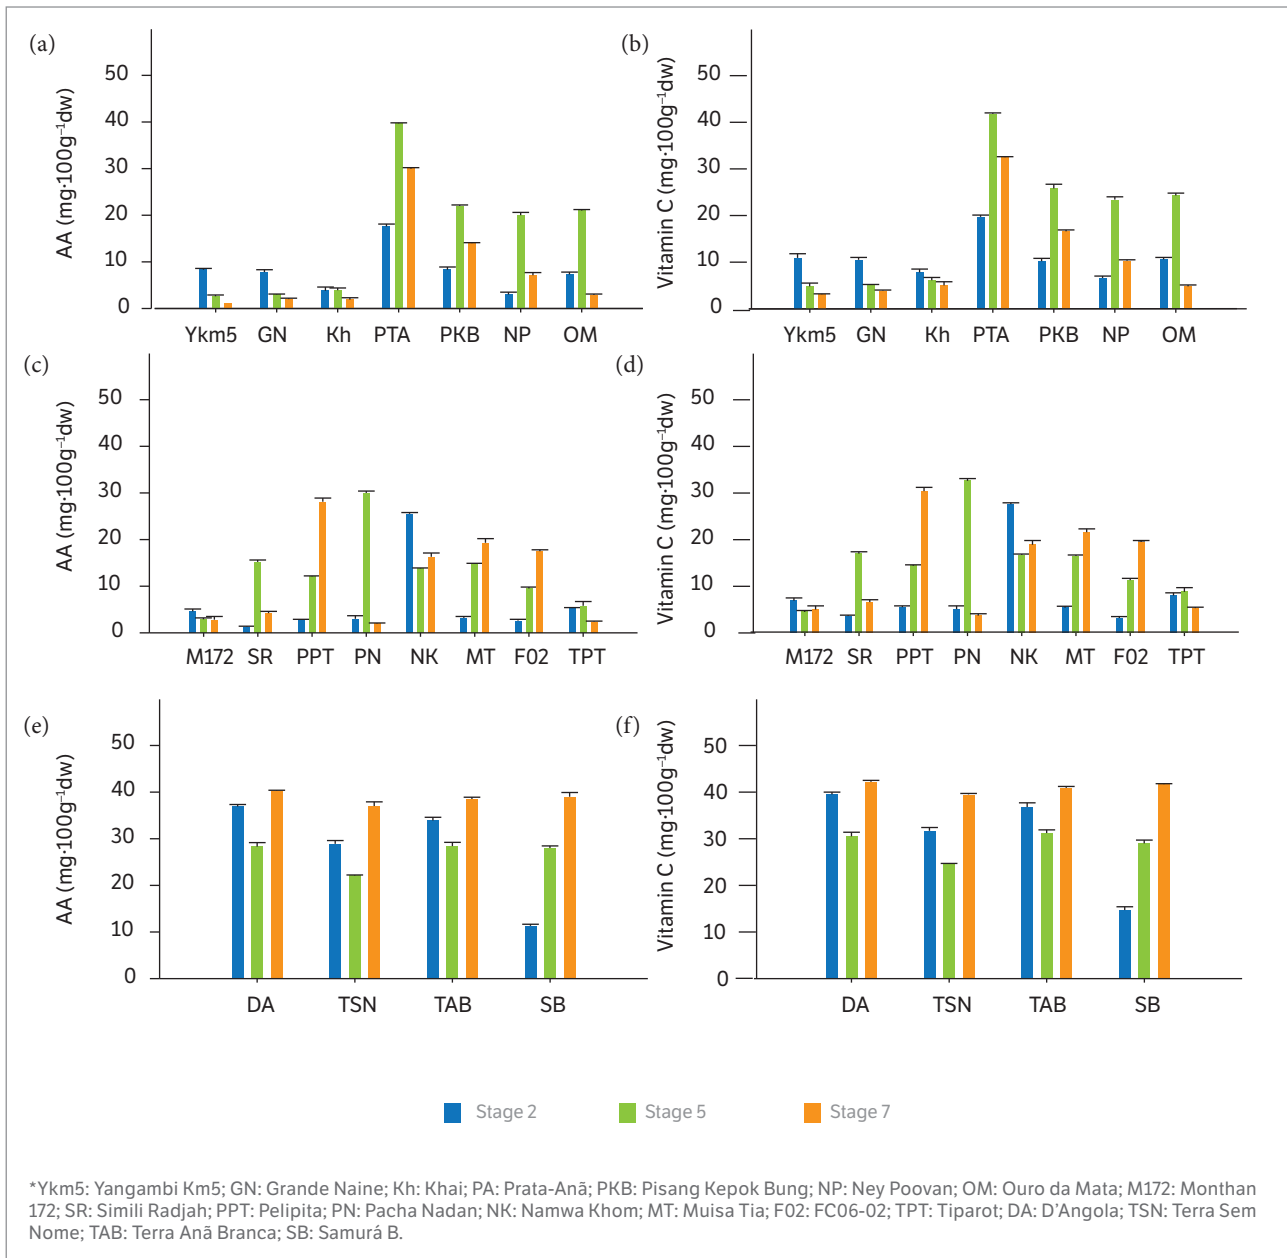 (a)
AA (mg·100g⁻¹dw)
50
40
30
20
10
0
Ykm5 GN Kh PTA PKB NP OM
(b)
Vitamin C (mg·100g⁻¹dw)
50
40
30
20
10
0
Ykm5 GN Kh PTA PKB NP OM
(c)
AA (mg·100g⁻¹dw)
50
40
30
20
10
0
M172 SR PPT PN NK MT F02 TPT
(d)
Vitamin C (mg·100g⁻¹dw)
50
40
30
20
10
0
M172 SR PPT PN NK MT F02 TPT
(e)
AA (mg·100g⁻¹dw)
50
40
30
20
10
0
DA TSN TAB SB
(f)
Vitamin C (mg·100g⁻¹dw)
50
40
30
20
10
0
DA TSN TAB SB
Stage 2 Stage 5 Stage 7
*Ykm5: Yangambi Km5; GN: Grande Naine; Kh: Khai; PA: Prata-Anã; PKB: Pisang Kepok Bung; NP: Ney Poovan; OM: Ouro da Mata; M172: Monthan
172; SR: Simili Radjah; PPT: Pelipita; PN: Pacha Nadan; NK: Namwa Khom; MT: Muisa Tia; F02: FC06-02; TPT: Tiparot; DA: D’Angola; TSN: Terra Sem
Nome; TAB: Terra Anã Branca; SB: Samurá B.